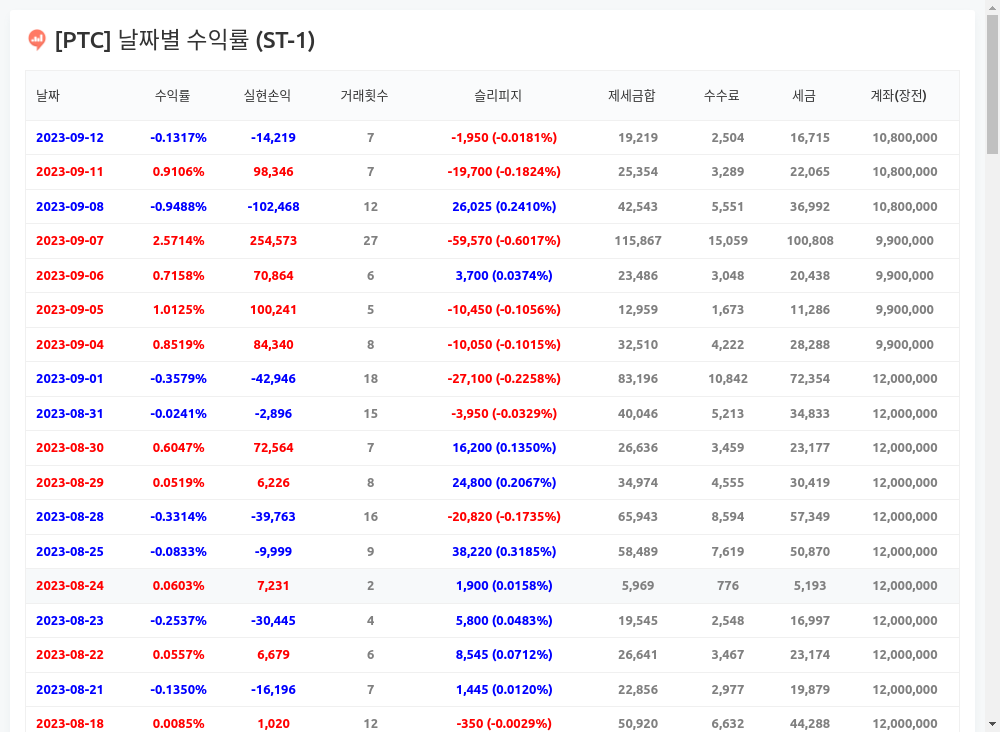 [PTC] 날짜별 수익률 (ST-1)
날짜 수익률 실현손익 거래횟수 슬리피지 제세금합 수수료 세금 계좌(장전)
2023-09-12 -0.1317% -14,219 7 -1,950 (-0.0181%) 19,219 2,504 16,715 10,800,000
2023-09-11 0.9106% 98,346 7 -19,700 (-0.1824%) 25,354 3,289 22,065 10,800,000
2023-09-08 -0.9488% -102,468 12 26,025 (0.2410%) 42,543 5,551 36,992 10,800,000
2023-09-07 2.5714% 254,573 27 -59,570 (-0.6017%) 115,867 15,059 100,808 9,900,000
2023-09-06 0.7158% 70,864 6 3,700 (0.0374%) 23,486 3,048 20,438 9,900,000
2023-09-05 1.0125% 100,241 5 -10,450 (-0.1056%) 12,959 1,673 11,286 9,900,000
2023-09-04 0.8519% 84,340 8 -10,050 (-0.1015%) 32,510 4,222 28,288 9,900,000
2023-09-01 -0.3579% -42,946 18 -27,100 (-0.2258%) 83,196 10,842 72,354 12,000,000
2023-08-31 -0.0241% -2,896 15 -3,950 (-0.0329%) 40,046 5,213 34,833 12,000,000
2023-08-30 0.6047% 72,564 7 16,200 (0.1350%) 26,636 3,459 23,177 12,000,000
2023-08-29 0.0519% 6,226 8 24,800 (0.2067%) 34,974 4,555 30,419 12,000,000
2023-08-28 -0.3314% -39,763 16 -20,820 (-0.1735%) 65,943 8,594 57,349 12,000,000
2023-08-25 -0.0833% -9,999 9 38,220 (0.3185%) 58,489 7,619 50,870 12,000,000
2023-08-24 0.0603% 7,231 2 1,900 (0.0158%) 5,969 776 5,193 12,000,000
2023-08-23 -0.2537% -30,445 4 5,800 (0.0483%) 19,545 2,548 16,997 12,000,000
2023-08-22 0.0557% 6,679 6 8,545 (0.0712%) 26,641 3,467 23,174 12,000,000
2023-08-21 -0.1350% -16,196 7 1,445 (0.0120%) 22,856 2,977 19,879 12,000,000
2023-08-18 0.0085% 1,020 12 -350 (-0.0029%) 50,920 6,632 44,288 12,000,000